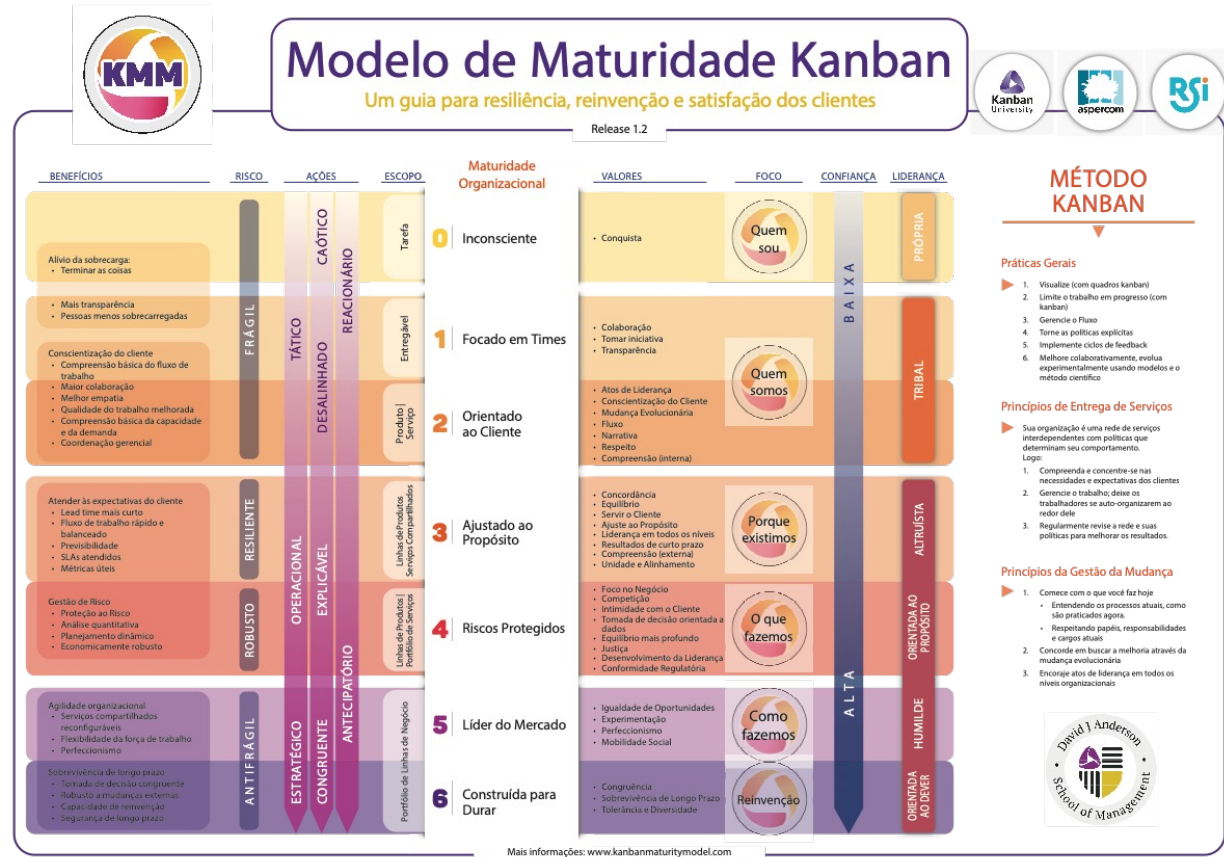 KMM
Modelo de Maturidade Kanban
Um guia para resiliência, reinvenção e satisfação dos clientes
Release 1.2
Kanban
University
aspercom
RSi
BENEFÍCIOS
RISCO
AÇÕES
ESCOPO
Maturidade
Organizacional
VALORES
FOCO
CONFIANÇA
LIDERANÇA
Alívio da sobrecarga:
• Terminar as coisas
• Mais transparência
• Pessoas menos sobrecarregadas
Conscientização do cliente
• Compreensão básica do fluxo de
trabalho
• Maior colaboração
• Melhor empatia
• Qualidade do trabalho melhorada
• Compreensão básica da capacidade
e da demanda
• Coordenação gerencial
Atender às expectativas do cliente
• Lead time mais curto
• Fluxo de trabalho rápido e
balanceado
• Previsibilidade
• SLAs atendidos
• Métricas úteis
Gestão de Risco
• Proteção ao Risco
• Análise quantitativa
• Planejamento dinâmico
• Economicamente robusto
Agilidade organizacional
• Serviços compartilhados
reconfiguráveis
• Flexibilidade da força de trabalho
• Perfeccionismo
Sobrevivência de longo prazo
• Tomada de decisão congruente
• Robusto a mudanças externas
• Capacidade de reinvenção
• Segurança de longo prazo
FRÁGIL
RESILIENTE
ROBUSTO
ANTIFRÁGIL
TÁTICO
OPERACIONAL
ESTRATÉGICO
CAÓTICO
DESALINHADO
EXPLICÁVEL
CONGRUENTE
REACIONÁRIO
ANTECIPATÓRIO
Tarefa
Entregável
Produto |
Serviço
Linhas de Produtos
Serviços Compartilhados
Linhas de Produtos |
Portfólio de Serviços
Portfólio de Linhas de Negócio
0 Inconsciente
1 Focado em Times
2 Orientado
ao Cliente
3 Ajustado ao
Propósito
4 Riscos Protegidos
5 Líder do Mercado
6 Construída para
Durar
• Conquista
• Colaboração
• Tomar iniciativa
• Transparência
• Atos de Liderança
• Conscientização do Cliente
• Mudança Evolucionária
• Fluxo
• Narrativa
• Respeito
• Compreensão (interna)
• Concordância
• Equilíbrio
• Servir o Cliente
• Ajuste ao Propósito
• Liderança em todos os níveis
• Resultados de curto prazo
• Compreensão (externa)
• Unidade e Alinhamento
• Foco no Negócio
• Competição
• Intimidade com o Cliente
• Tomada de decisão orientada a
dados
• Equilíbrio mais profundo
• Justiça
• Desenvolvimento da Liderança
• Conformidade Regulatória
• Igualdade de Oportunidades
• Experimentação
• Perfeccionismo
• Mobilidade Social
• Congruência
• Sobrevivência de Longo Prazo
• Tolerância e Diversidade
Quem
sou
Quem
somos
Porque
existimos
O que
fazemos
Como
fazemos
Reinvenção
BAIXA
ALTA
PRÓPRIA
TRIBAL
ALTRUÍSTA
ORIENTADA AO
PROPÓSITO
HUMILDE
ORIENTADA
AO DEVER
MÉTODO
KANBAN
Práticas Gerais
1. Visualize (com quadros kanban)
2. Limite o trabalho em progresso (com
kanban)
3. Gerencie o Fluxo
4. Torne as políticas explícitas
5. Implemente ciclos de feedback
6. Melhore colaborativamente, evolua
experimentalmente usando modelos e o
método científico
Princípios de Entrega de Serviços
Sua organização é uma rede de serviços
interdependentes com políticas que
determinam seu comportamento.
Logo:
1. Compreenda e concentre-se nas
necessidades e expectativas dos clientes
2. Gerencie o trabalho; deixe os
trabalhadores se auto-organizarem ao
redor dele
3. Regularmente revise a rede e suas
políticas para melhorar os resultados.
Princípios da Gestão da Mudança
1. Comece com o que você faz hoje
• Entendendo os processos atuais, como
são praticados agora.
• Respeitando papéis, responsabilidades
e cargos atuais
2. Concorde em buscar a melhoria através da
mudança evolucionária
3. Encoraje atos de liderança em todos os
níveis organizacionais
David J Anderson
School of Management
Mais informações: www.kanbanmaturitymodel.com